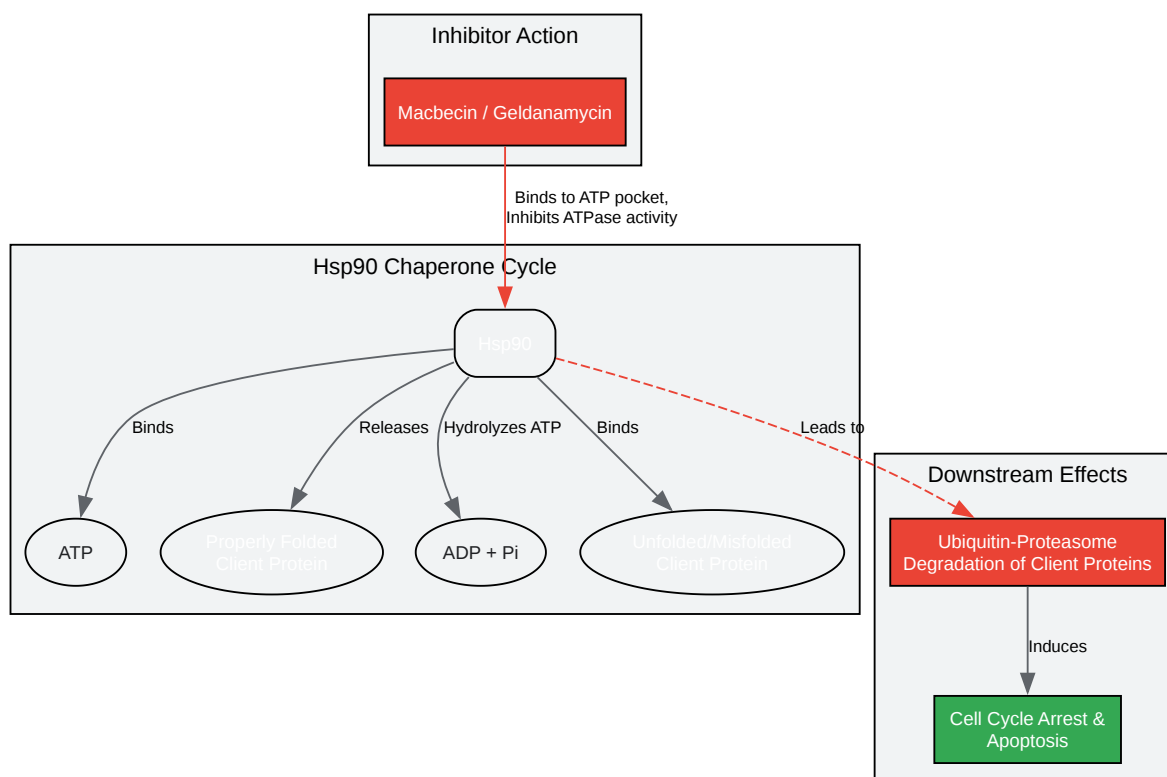 Inhibitor Action
Macbecin / Geldanamycin
Binds to ATP pocket,
Inhibits ATPase activity
Hsp90 Chaperone Cycle
Hsp90
Binds
Releases
Hydrolyzes ATP
Binds
Leads to
ATP
Properly Folded
Client Protein
ADP + Pi
Unfolded/Misfolded
Client Protein
Downstream Effects
Ubiquitin-Proteasome
Degradation of Client Proteins
Induces
Cell Cycle Arrest &
Apoptosis